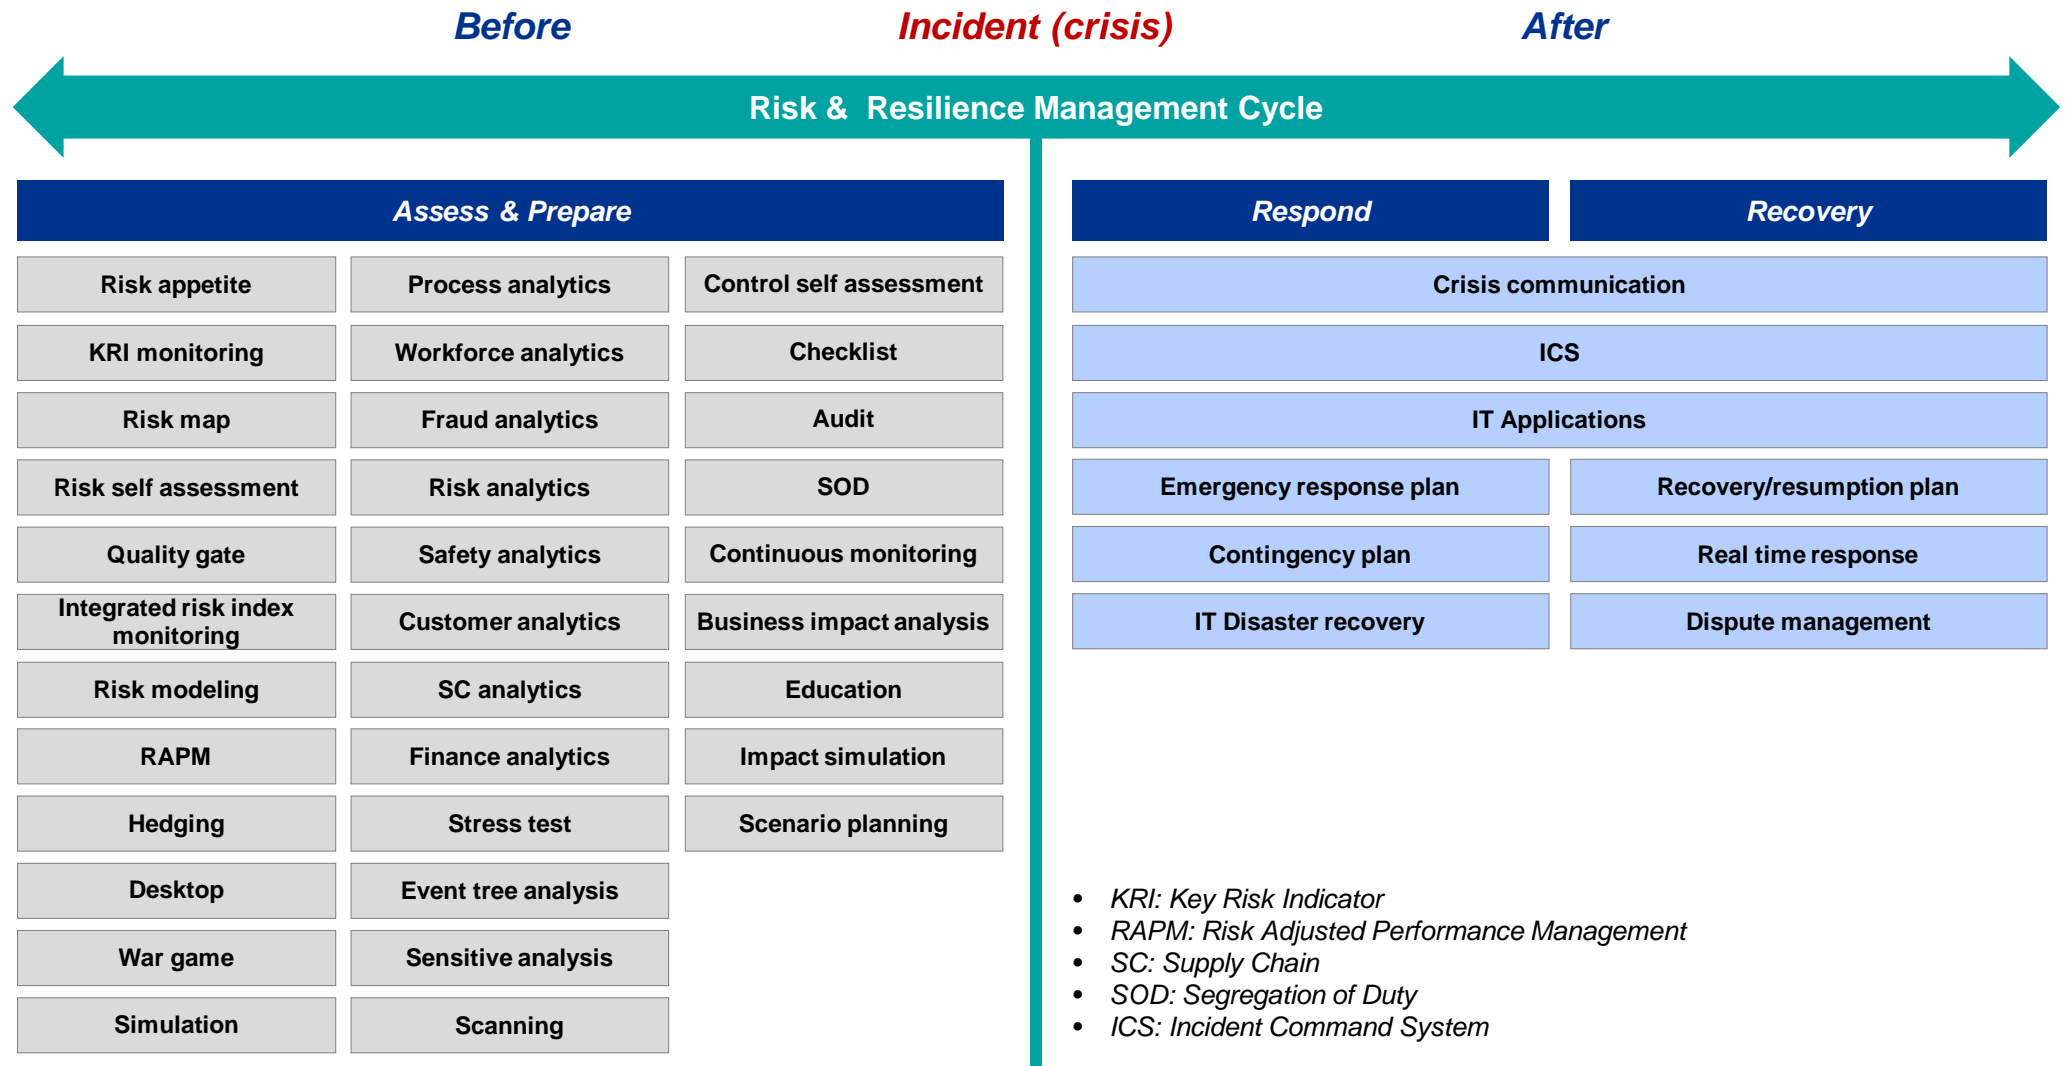 Before
Incident (crisis)
After
Risk & Resilience Management Cycle
Assess & Prepare
Respond
Recovery
Risk appetite
KRI monitoring
Risk map
Risk self assessment
Quality gate
Integrated risk index
monitoring
Risk modeling
RAPM
Hedging
Desktop
War game
Simulation
Process analytics
Workforce analytics
Fraud analytics
Risk analytics
Safety analytics
Customer analytics
SC analytics
Finance analytics
Stress test
Event tree analysis
Sensitive analysis
Scanning
Control self assessment
Checklist
Audit
SOD
Continuous monitoring
Business impact analysis
Education
Impact simulation
Scenario planning
Crisis communication
ICS
IT Applications
Emergency response plan
Contingency plan
IT Disaster recovery
Recovery/resumption plan
Real time response
Dispute management
• KRI: Key Risk Indicator
• RAPM: Risk Adjusted Performance Management
• SC: Supply Chain
• SOD: Segregation of Duty
• ICS: Incident Command System